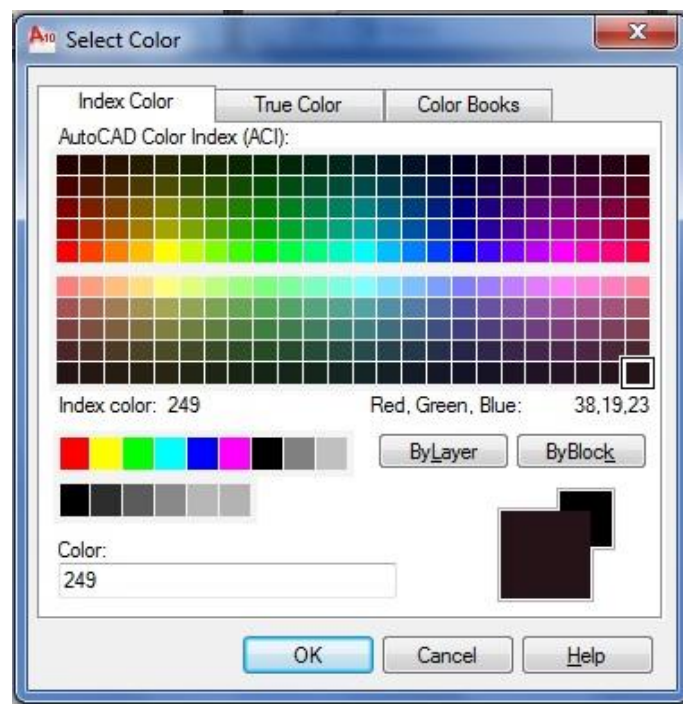 A10 Select Color
Index Color True Color Color Books
AutoCAD Color Index (ACI):
Index color: 249 Red, Green, Blue: 38,19,23
ByLayer ByBlock
Color:
249
OK Cancel Help